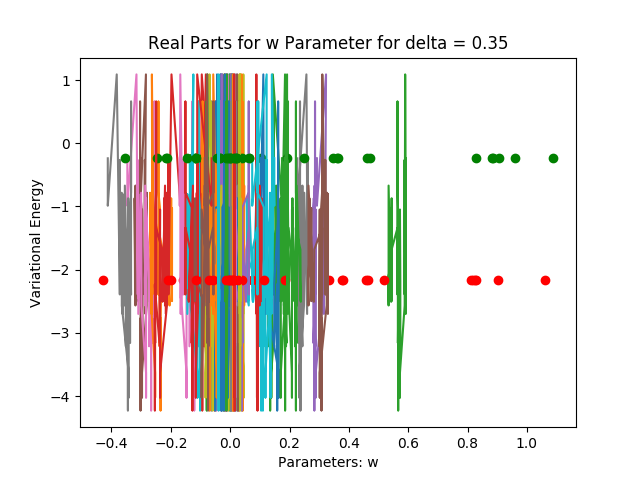 Real Parts for w Parameter for delta = 0.35
1
0
−1
−2
−3
−4
Variational Energy
−0.4 −0.2 0.0 0.2 0.4 0.6 0.8 1.0
Parameters: w